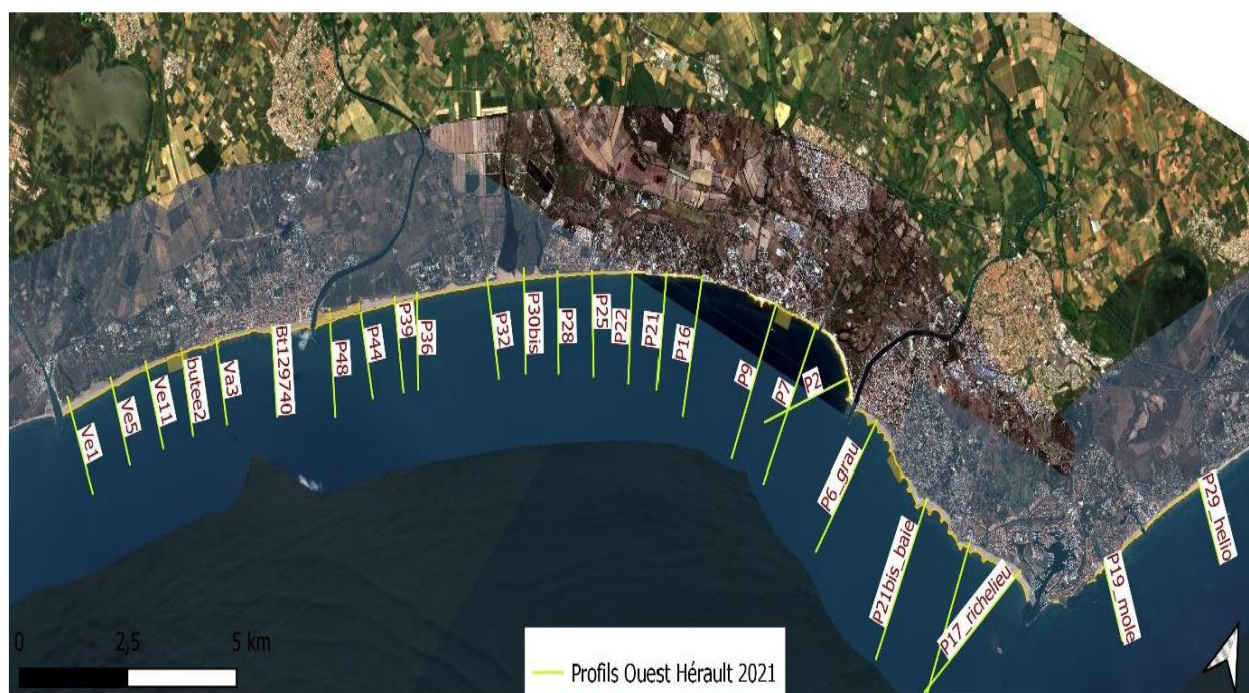 Ve1
Ve5
Ve11
butee2
Va3
Bt129740
P48
P44
P39
P36
P32
P30bis
P28
P25
P22
P21
P16
P9
P7
P2
P6_grau
P21bis_baie
P17_richelieu
P19_mole
P29_helio
0 2,5 5 km
Profils Ouest Hérault 2021